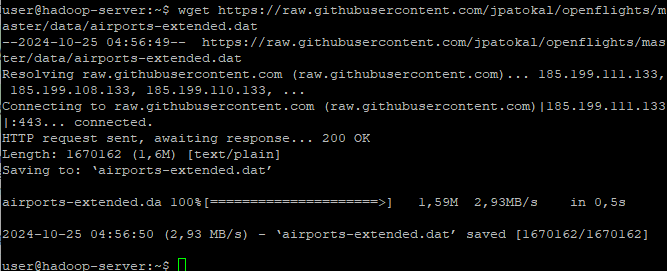 user@hadoop-server:~$ wget https://raw.githubusercontent.com/jpatokal/openflights/m
aster/data/airports-extended.dat
--2024-10-25 04:56:49--  https://raw.githubusercontent.com/jpatokal/openflights/mas
ter/data/airports-extended.dat
Resolving raw.githubusercontent.com (raw.githubusercontent.com)... 185.199.111.133,
 185.199.108.133, 185.199.110.133, ...
Connecting to raw.githubusercontent.com (raw.githubusercontent.com)|185.199.111.133
|:443... connected.
HTTP request sent, awaiting response... 200 OK
Length: 1670162 (1,6M) [text/plain]
Saving to: ‘airports-extended.dat’
airports-extended.da 100%[=====================>]   1,59M  2,93MB/s    in 0,5s
2024-10-25 04:56:50 (2,93 MB/s) - ‘airports-extended.dat’ saved [1670162/1670162]
user@hadoop-server:~$